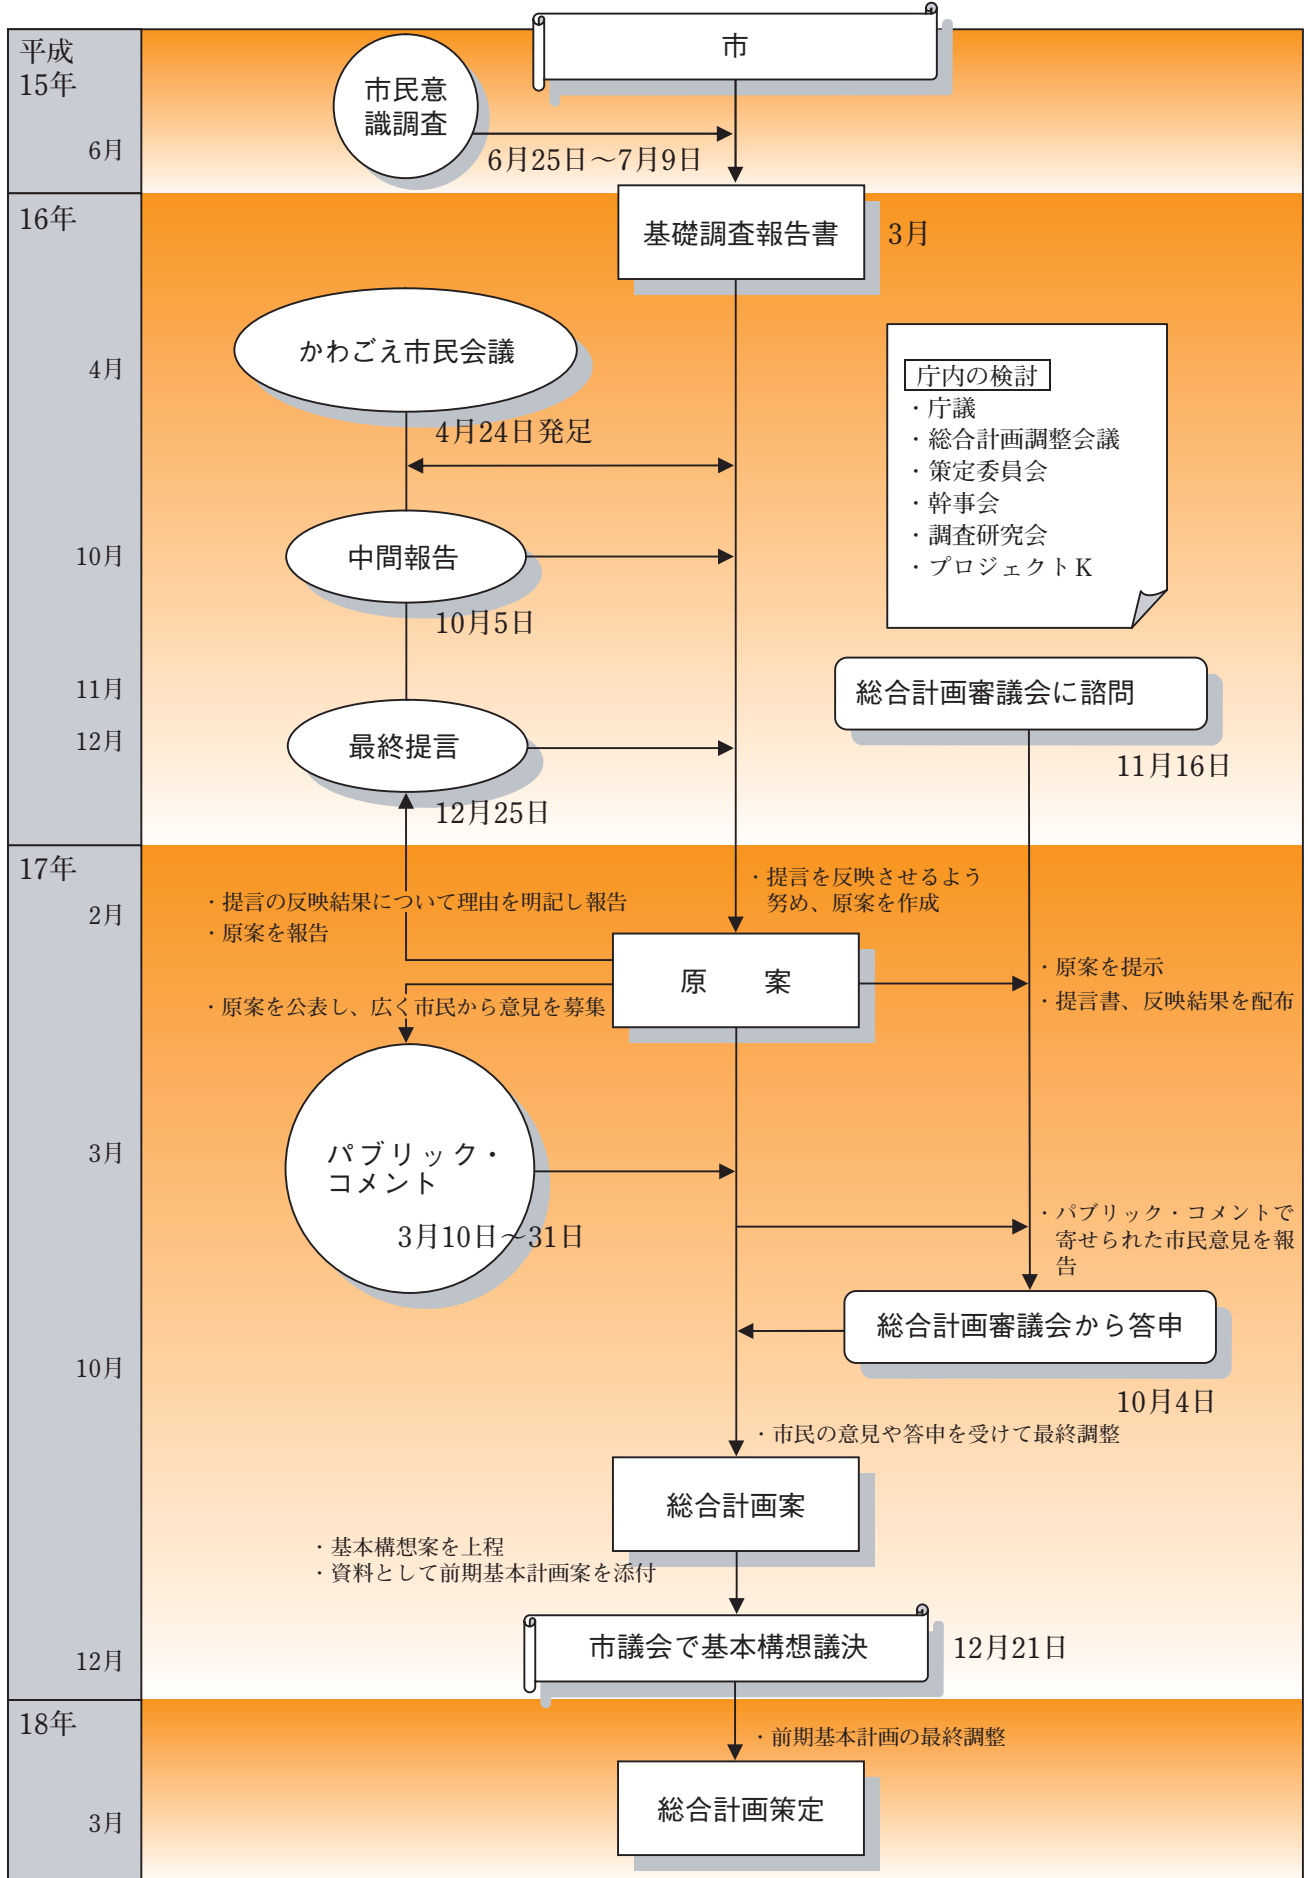 市
平成
15年
市民意
識調査
6月
6月25日～7月9日
16年
基礎調査報告書
3月
かわごえ市民会議
4月
4月24日発足
庁内の検討
・庁議
・総合計画調整会議
・策定委員会
・幹事会
・調査研究会
・プロジェクトK
中間報告
10月
10月5日
総合計画審議会に諮問
11月
11月16日
12月
最終提言
12月25日
17年
2月
・提言の反映結果について理由を明記し報告
・原案を報告
・提言を反映させるよう
努め、原案を作成
原　　案
・原案を提示
・提言書、反映結果を配布
・原案を公表し、広く市民から意見を募集
3月
パブリック・
コメント
3月10日～31日
・パブリック・コメントで
寄せられた市民意見を報
告
総合計画審議会から答申
10月
10月4日
・市民の意見や答申を受けて最終調整
総合計画案
・基本構想案を上程
・資料として前期基本計画案を添付
市議会で基本構想議決
12月21日
12月
18年
・前期基本計画の最終調整
総合計画策定
3月